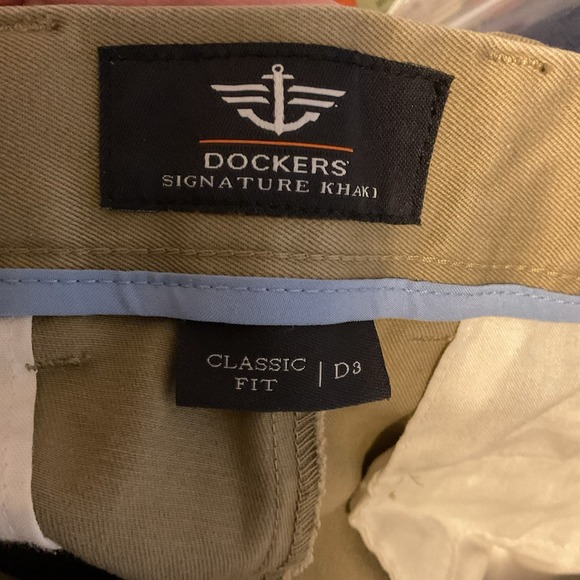 DOCKERS
SIGNATURE KHAKI
CLASSIC FIT | D3